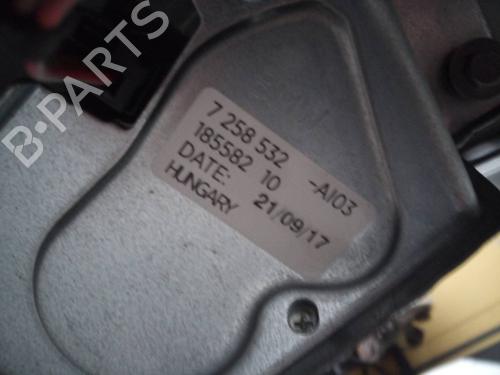 B-PARTS
7 258 532 -AI03
185582 10
DATE: 21/09/17
HUNGARY